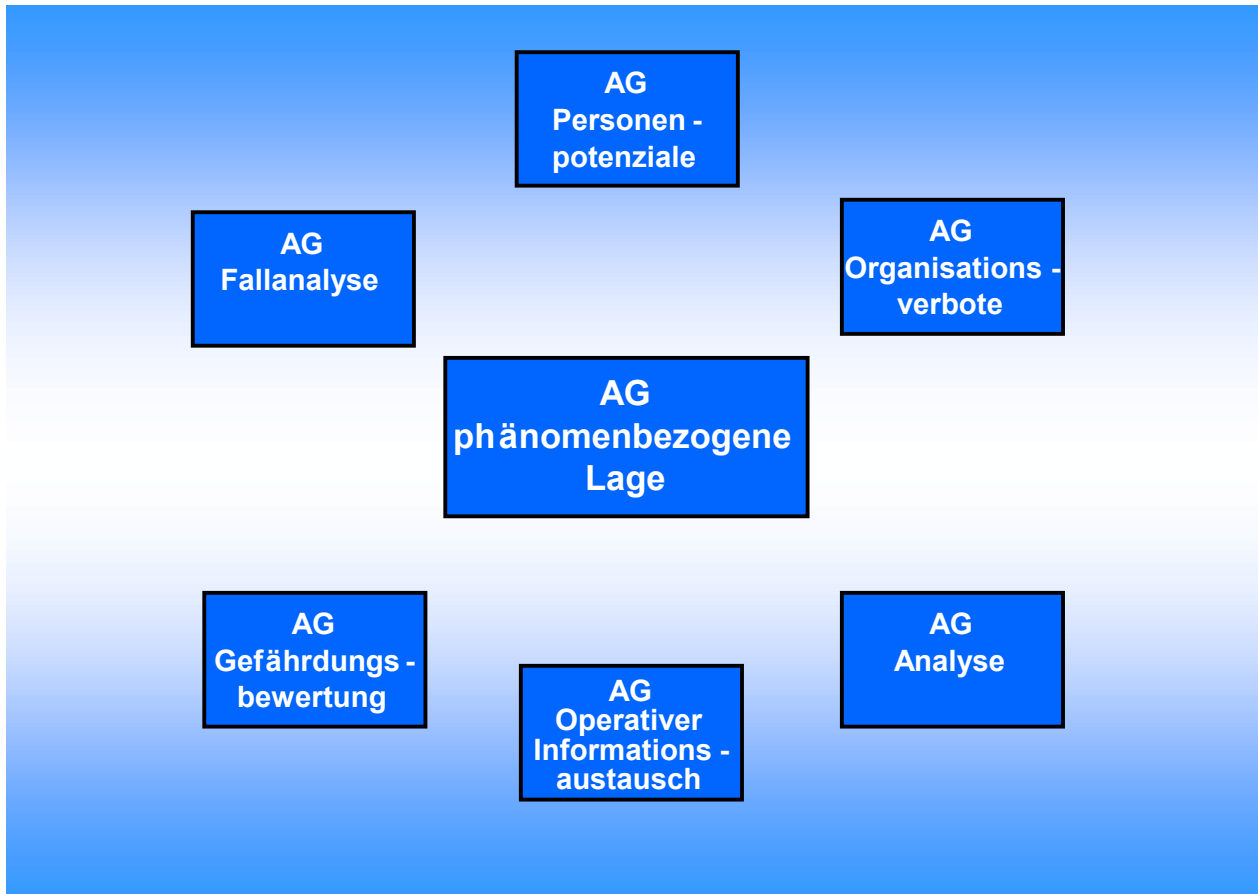 AG
Personen -
potenziale
AG
Fallanalyse
AG
Organisations -
verbote
AG
phänomenbezogene
Lage
AG
Gefährdungs -
bewertung
AG
Operativer
Informations -
austausch
AG
Analyse